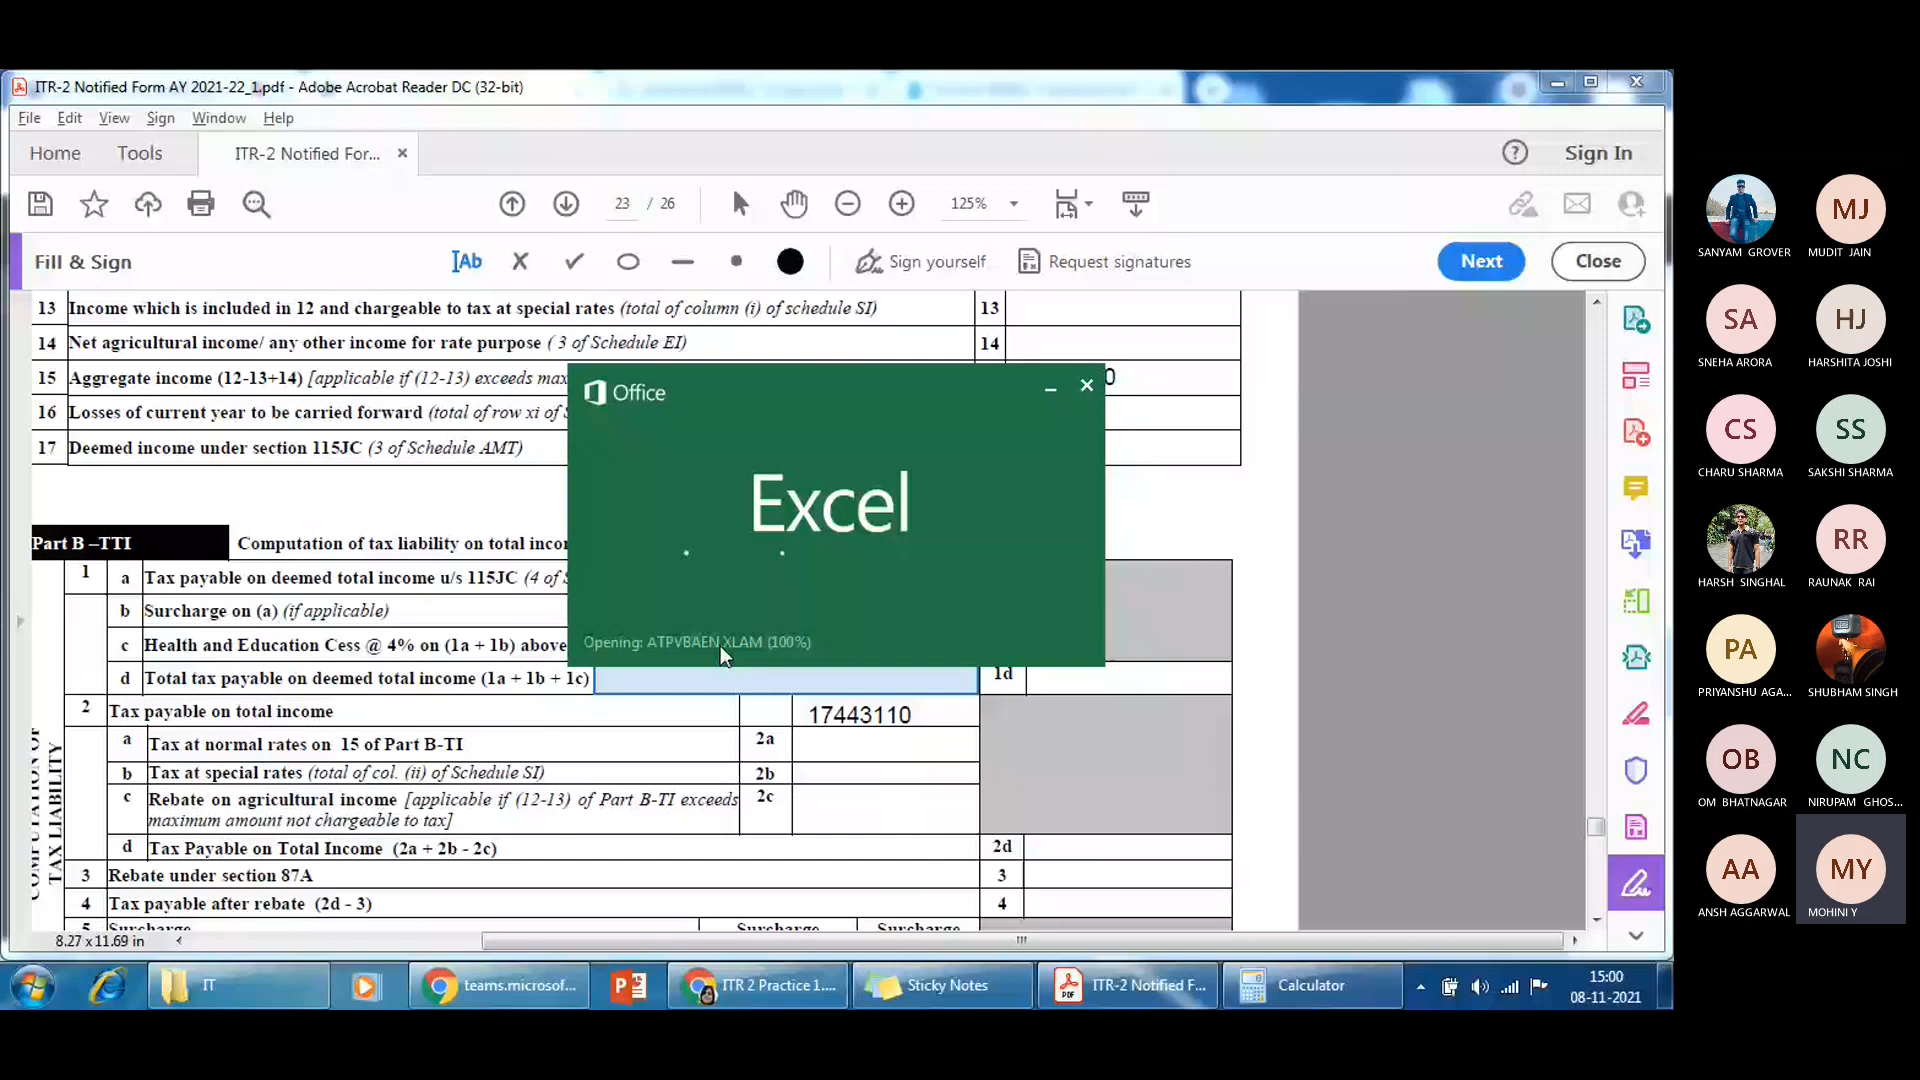 ITR-2 Notified Form AY 2021-22_1.pdf - Adobe Acrobat Reader DC (32-bit)
File Edit View Sign Window Help
Home Tools ITR-2 Notified For... Sign In
23 / 26 125%
Fill & Sign Ab Sign yourself Request signatures Next Close
13 Income which is included in 12 and chargeable to tax at special rates (total of column (i) of schedule SI) 13
14 Net agricultural income/ any other income for rate purpose ( 3 of Schedule EI) 14
15 Aggregate income (12-13+14) [applicable if (12-13) exceeds 0
16 Losses of current year to be carried forward (total of row xi of
17 Deemed income under section 115JC (3 of Schedule AMT)
Office
Excel
Opening: ATPVBAEN.XLAM (100%)
Part B –TTI Computation of tax liability on total
1 a Tax payable on deemed total income u/s 115JC (4 of
b Surcharge on (a) (if applicable)
c Health and Education Cess @ 4% on (1a + 1b) above
d Total tax payable on deemed total income (1a + 1b + 1c) 1d
2 Tax payable on total income 17443110
a Tax at normal rates on 15 of Part B-TI 2a
b Tax at special rates (total of col. (ii) of Schedule SI) 2b
c Rebate on agricultural income [applicable if (12-13) of Part B-TI exceeds 2c
maximum amount not chargeable to tax]
d Tax Payable on Total Income (2a + 2b - 2c) 2d
3 Rebate under section 87A 3
4 Tax payable after rebate (2d - 3) 4
5 Surcharge Surcharge Surcharge
COMPUTATION OF
TAX LIABILITY
8.27 x 11.69 in
IT teams.microsof... ITR 2 Practice 1.... Sticky Notes PDF ITR-2 Notified F... Calculator 15:00
08-11-2021
MJ
SANYAM GROVER MUDIT JAIN
SA HJ
SNEHA ARORA HARSHITA JOSHI
CS SS
CHARU SHARMA SAKSHI SHARMA
RR
HARSH SINGHAL RAUNAK RAI
PA
PRIYANSHU AGA... SHUBHAM SINGH
OB NC
OM BHATNAGAR NIRUPAM GHOS...
AA MY
ANSH AGGARWAL MOHINI Y